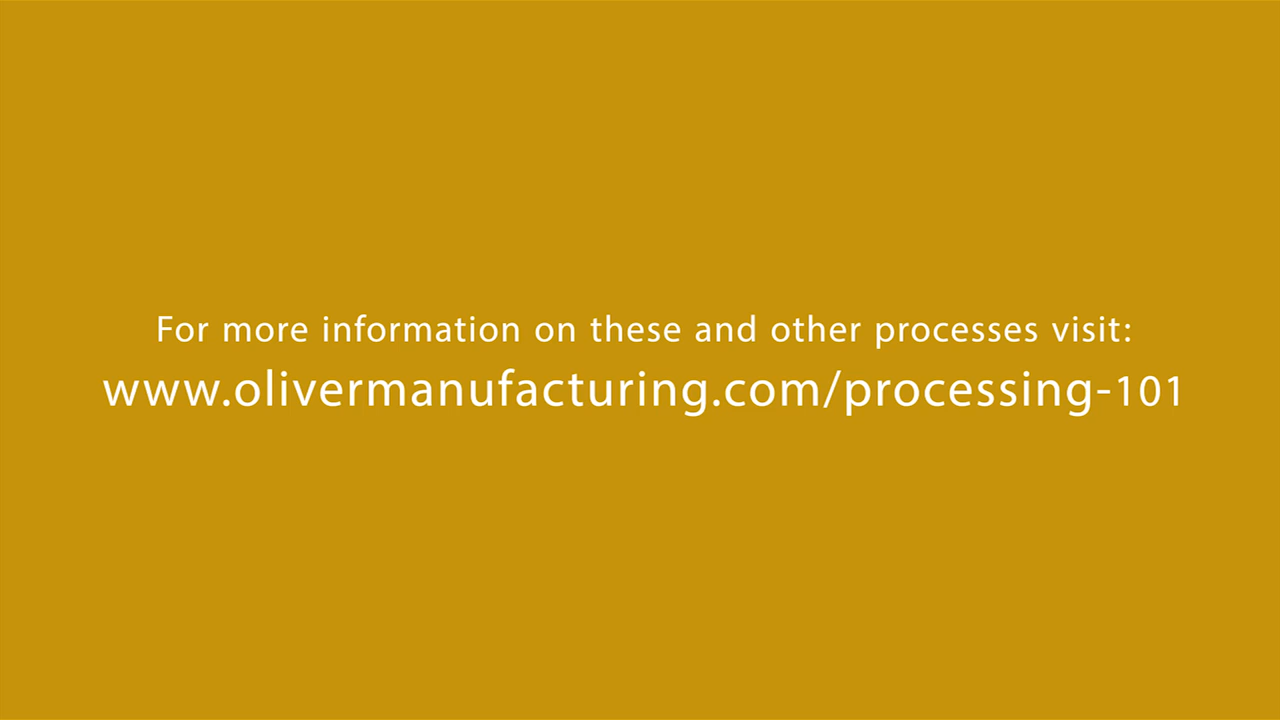 For more information on these and other processes visit:
www.olivermanufacturing.com/processing-101